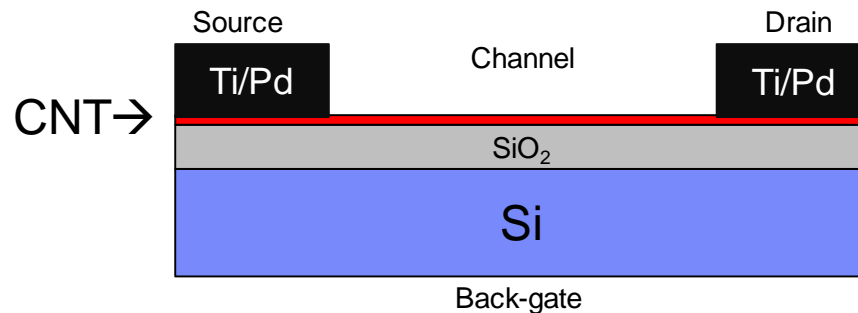 Source
Drain
Channel
Ti/Pd
Ti/Pd
CNT→
SiO₂
Si
Back-gate